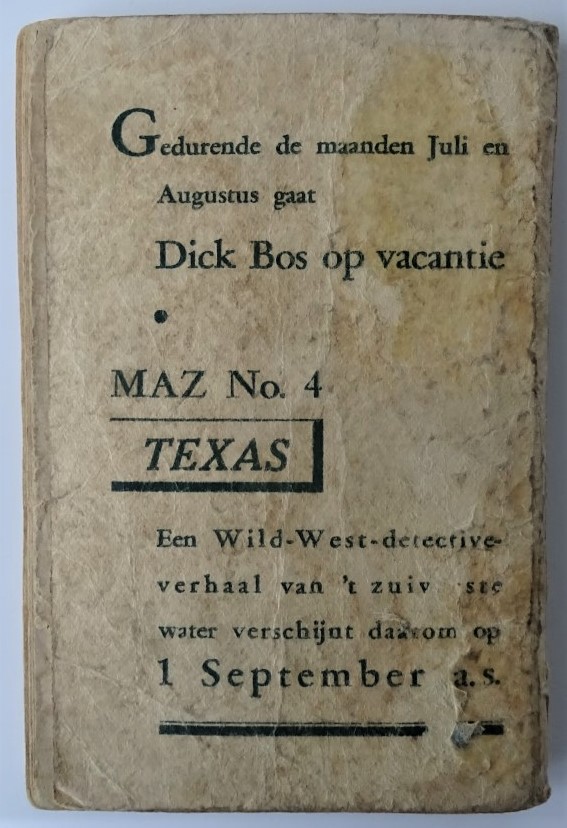 Gedurende de maanden Juli en
Augustus gaat
Dick Bos op vacantie
•
MAZ No. 4
TEXAS
Een Wild-West-detective-
verhaal van 't
water verschijnt daarom op
1 September a.s.